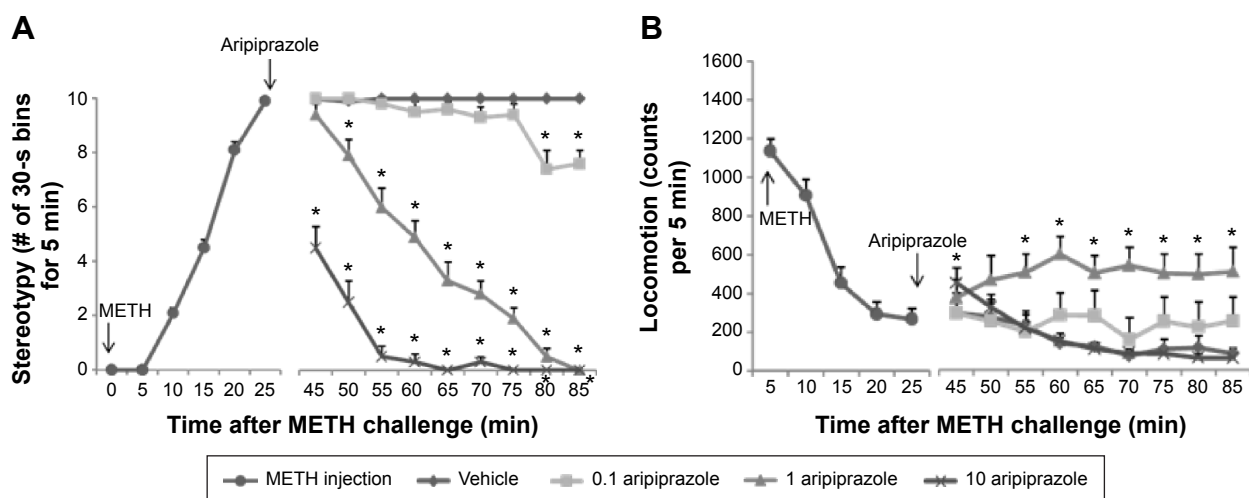 A
Aripiprazole
Stereotypy (# of 30-s bins
for 5 min)
10
8
6
4
2
0
METH
* * * * * * * * * *
* * * * * * * *
* *
0 5 10 15 20 25 45 50 55 60 65 70 75 80 85
Time after METH challenge (min)
B
Locomotion (counts
per 5 min)
1600
1400
1200
1000
800
600
400
200
0
METH
Aripiprazole
* * * * * * * *
5 10 15 20 25 45 50 55 60 65 70 75 80 85
Time after METH challenge (min)
METH injection Vehicle 0.1 aripiprazole 1 aripiprazole 10 aripiprazole